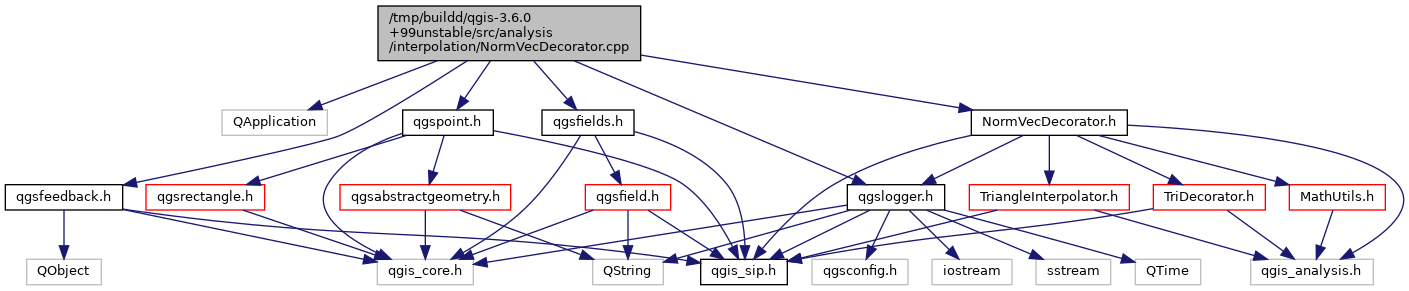 /tmp/buildd/qgis-3.6.0
+99unstable/src/analysis
/interpolation/NormVecDecorator.cpp
QApplication
qgspoint.h
qgsfields.h
NormVecDecorator.h
qgsfeedback.h
qgsrectangle.h
qgsabstractgeometry.h
qgsfield.h
qgslogger.h
TriangleInterpolator.h
TriDecorator.h
MathUtils.h
QObject
qgis_core.h
QString
qgis_sip.h
qgsconfig.h
iostream
sstream
QTime
qgis_analysis.h